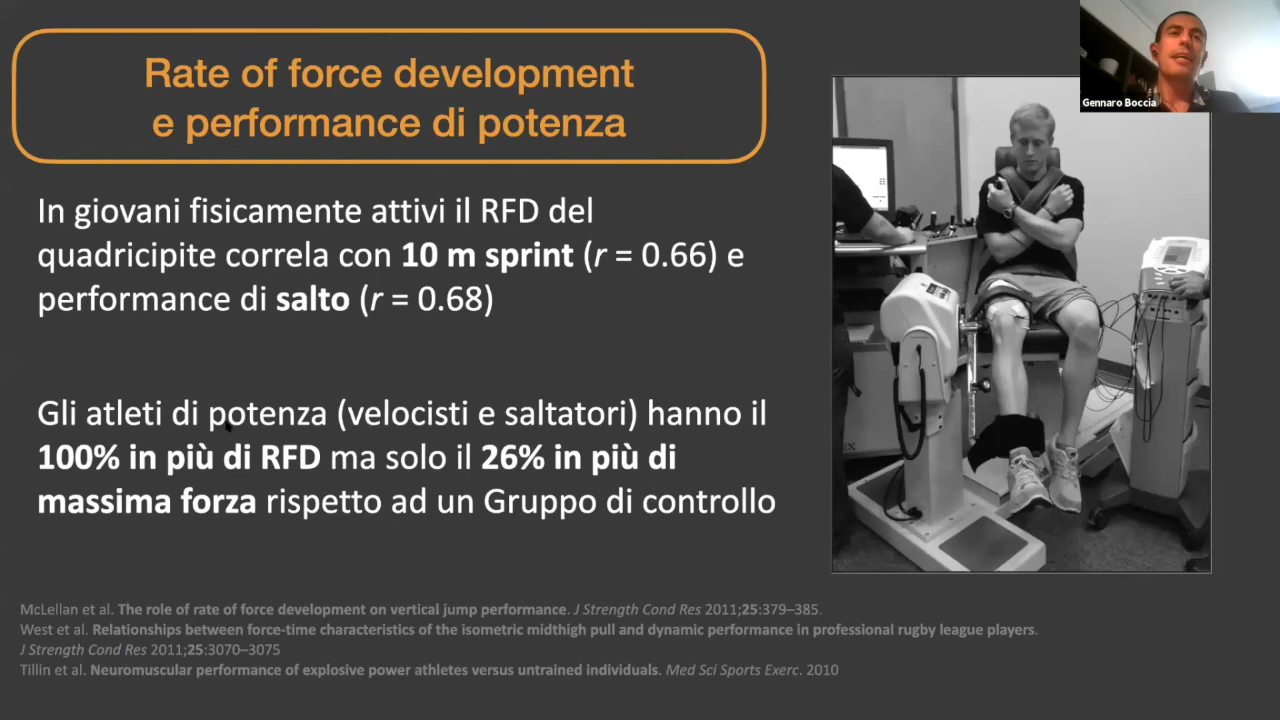 Rate of force development
e performance di potenza
Gennaro Boccia
In giovani fisicamente attivi il RFD del
quadricipite correla con 10 m sprint (r = 0.66) e
performance di salto (r = 0.68)
Gli atleti di potenza (velocisti e saltatori) hanno il
100% in più di RFD ma solo il 26% in più di
massima forza rispetto ad un Gruppo di controllo
McLellan et al. The role of rate of force development on vertical jump performance. J Strength Cond Res 2011;25:379–385.
West et al. Relationships between force-time characteristics of the isometric midthigh pull and dynamic performance in professional rugby league players.
J Strength Cond Res 2011;25:3070–3075
Tillin et al. Neuromuscular performance of explosive power athletes versus untrained individuals. Med Sci Sports Exerc. 2010